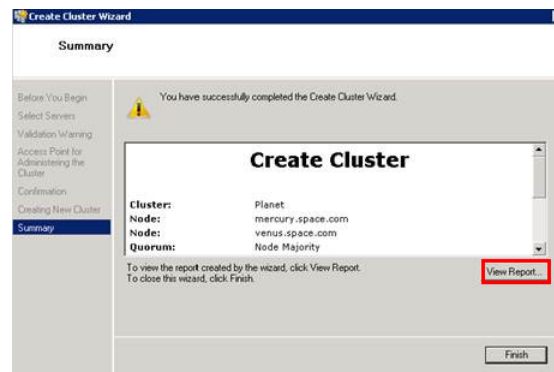 Create Cluster Wizard
Summary
Before You Begin
Select Servers
Validation Warning
Access Point for
Administering the
Cluster
Confirmation
Creating New Cluster
Summary
You have successfully completed the Create Cluster Wizard.
Create Cluster
Cluster: Planet
Node: mercury.space.com
Node: venus.space.com
Quorum: Node Majority
To view the report created by the wizard, click View Report.
To close this wizard, click Finish.
View Report...
Finish